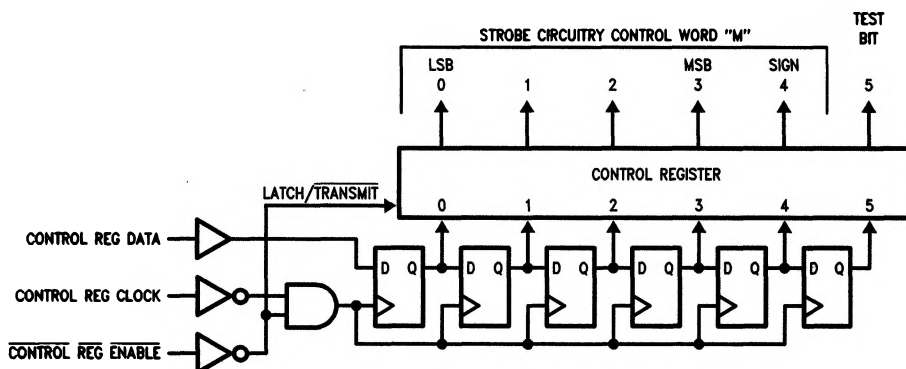 TEST
BIT
STROBE CIRCUITRY CONTROL WORD "M"
LSB MSB SIGN
0 1 2 3 4 5
CONTROL REGISTER
LATCH/TRANSMIT
0 1 2 3 4 5
CONTROL REG DATA
D Q D Q D Q D Q D Q D
CONTROL REG CLOCK
CONTROL REG ENABLE